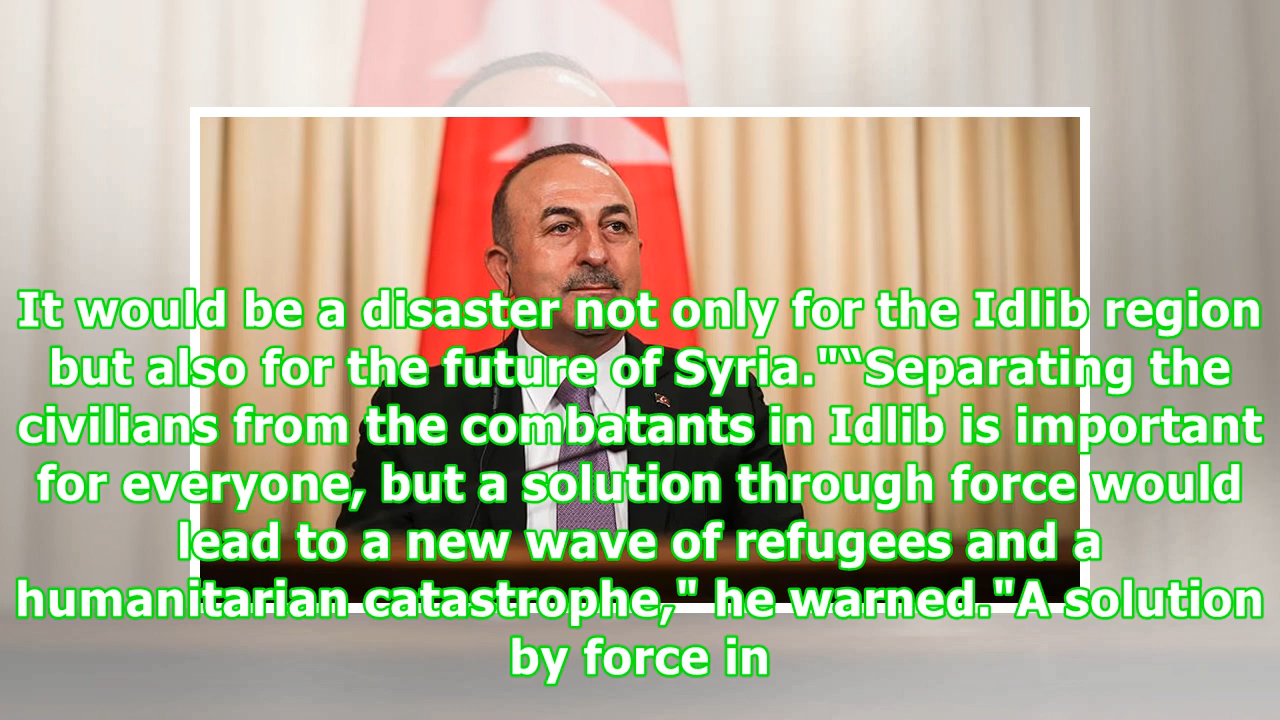 It would be a disaster not only for the Idlib region
but also for the future of Syria."“Separating the
civilians from the combatants in Idlib is important
for everyone, but a solution through force would
lead to a new wave of refugees and a
humanitarian catastrophe," he warned."A solution
by force in